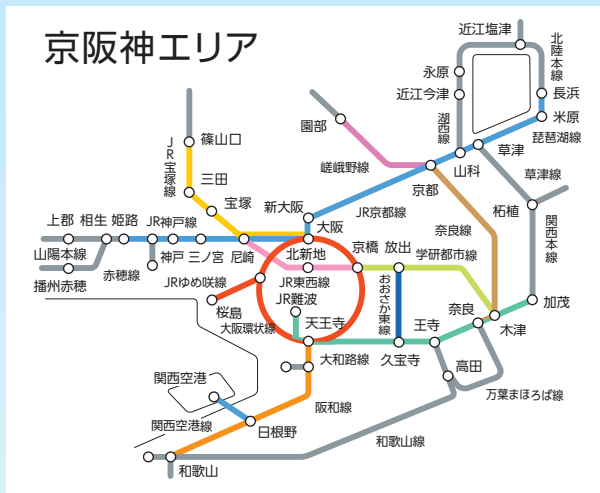 京阪神エリア
近江塩津
北陸本線
永原
近江今津
長浜
米原
湖西線
琵琶湖線
園部
草津
山科
嵯峨野線
京都
草津線
柘植
JR宝塚線
篠山口
三田
宝塚
新大阪
JR京都線
奈良線
関西本線
上郡
相生
姫路
JR神戸線
大阪
山陽本線
神戸
三ノ宮
尼崎
北新地
京橋
放出
学研都市線
赤穂線
播州赤穂
JRゆめ咲線
JR東西線
JR難波
おおさか東線
桜島
大阪環状線
天王寺
王寺
奈良
木津
加茂
大和路線
久宝寺
高田
関西空港
万葉まほろば線
阪和線
関西空港線
日根野
和歌山線
和歌山